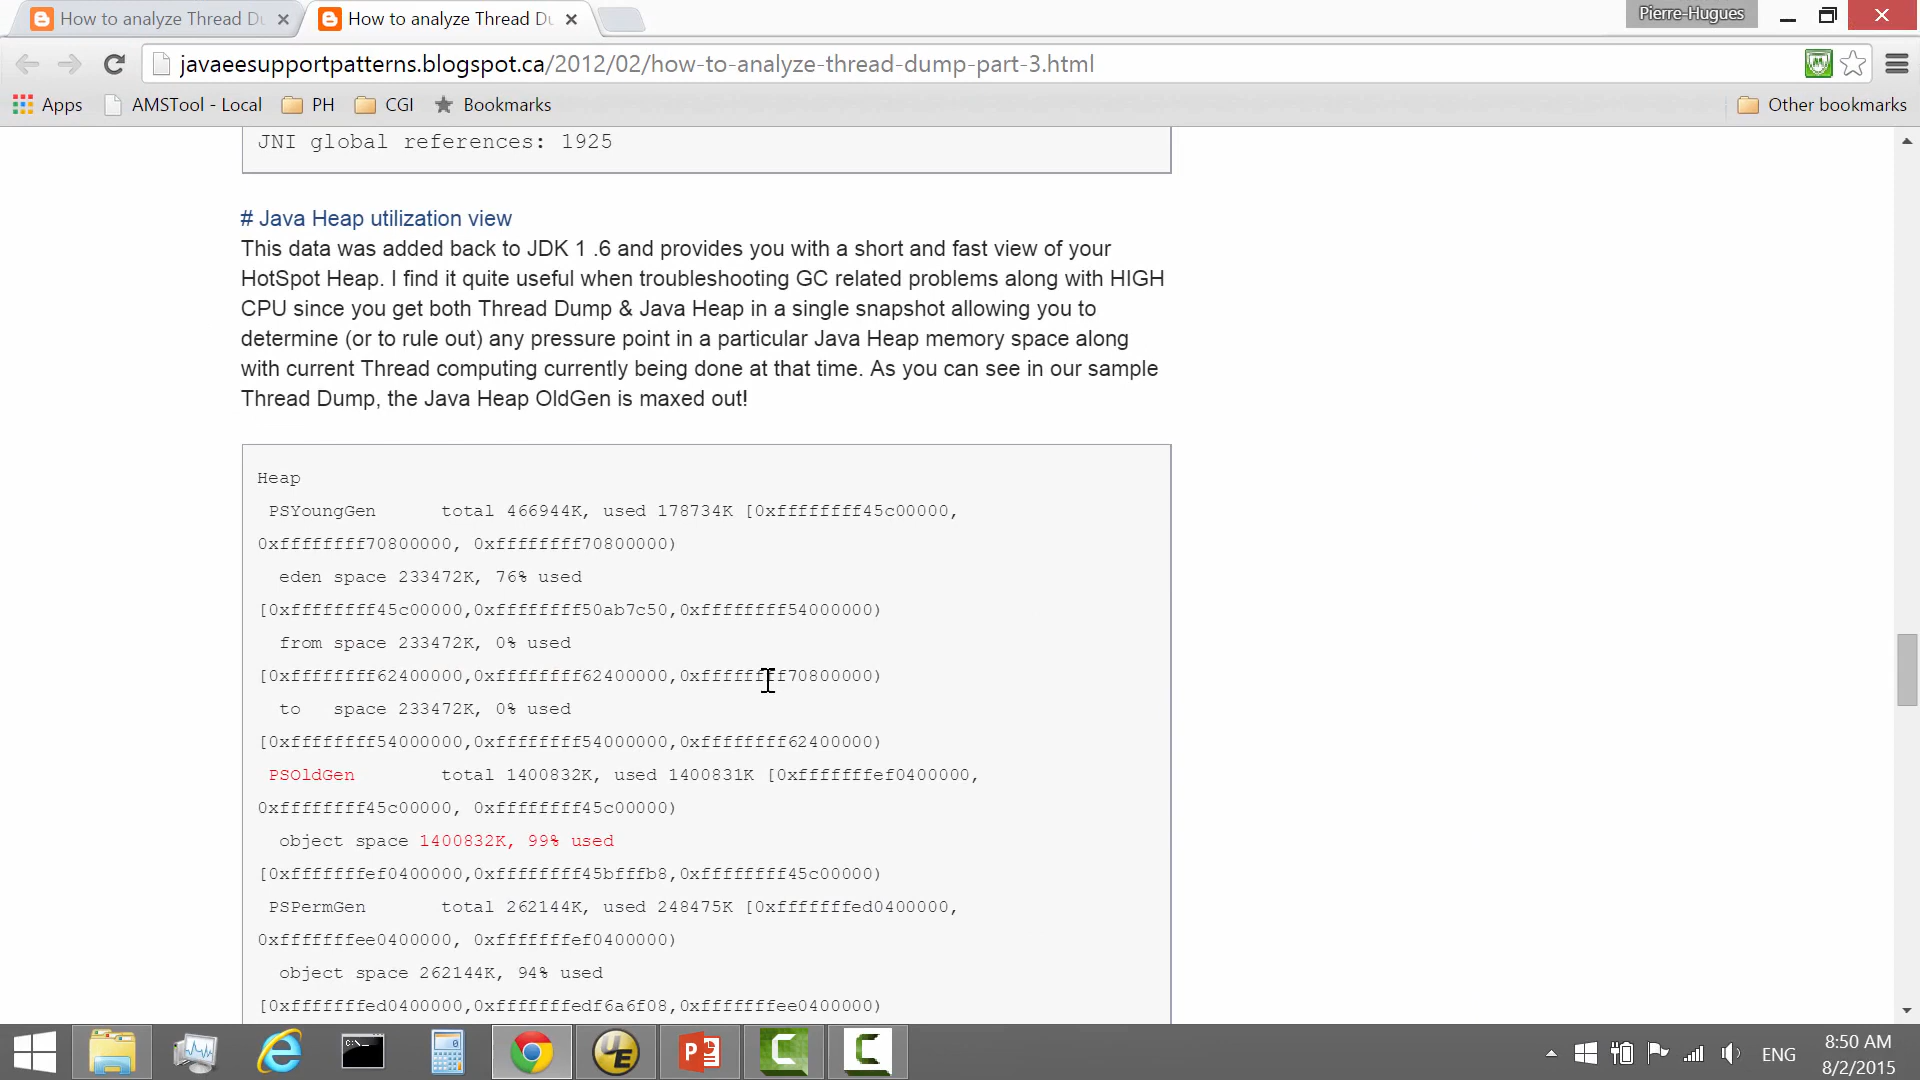 How to analyze Thread Du
How to analyze Thread Du
Pierre-Hugues
javaeesupportpatterns.blogspot.ca/2012/02/how-to-analyze-thread-dump-part-3.html
Apps AMSTool - Local PH CGI Bookmarks Other bookmarks
JNI global references: 1925
# Java Heap utilization view
This data was added back to JDK 1 .6 and provides you with a short and fast view of your
HotSpot Heap. I find it quite useful when troubleshooting GC related problems along with HIGH
CPU since you get both Thread Dump & Java Heap in a single snapshot allowing you to
determine (or to rule out) any pressure point in a particular Java Heap memory space along
with current Thread computing currently being done at that time. As you can see in our sample
Thread Dump, the Java Heap OldGen is maxed out!
Heap
PSYoungGen total 466944K, used 178734K [0xffffffff45c00000,
0xffffffff70800000, 0xffffffff70800000)
eden space 233472K, 76% used
[0xffffffff45c00000,0xffffffff50ab7c50,0xffffffff54000000)
from space 233472K, 0% used
[0xffffffff62400000,0xffffffff62400000,0xffffffff70800000)
to space 233472K, 0% used
[0xffffffff54000000,0xffffffff54000000,0xffffffff62400000)
PSOldGen total 1400832K, used 1400831K [0xfffffffef0400000,
0xffffffff45c00000, 0xffffffff45c00000)
object space 1400832K, 99% used
[0xfffffffef0400000,0xffffffff45bfffb8,0xffffffff45c00000)
PSPermGen total 262144K, used 248475K [0xfffffffed0400000,
0xfffffffee0400000, 0xfffffffef0400000)
object space 262144K, 94% used
[0xfffffffed0400000,0xfffffffedf6a6f08,0xfffffffee0400000)
ENG
8:50 AM
8/2/2015